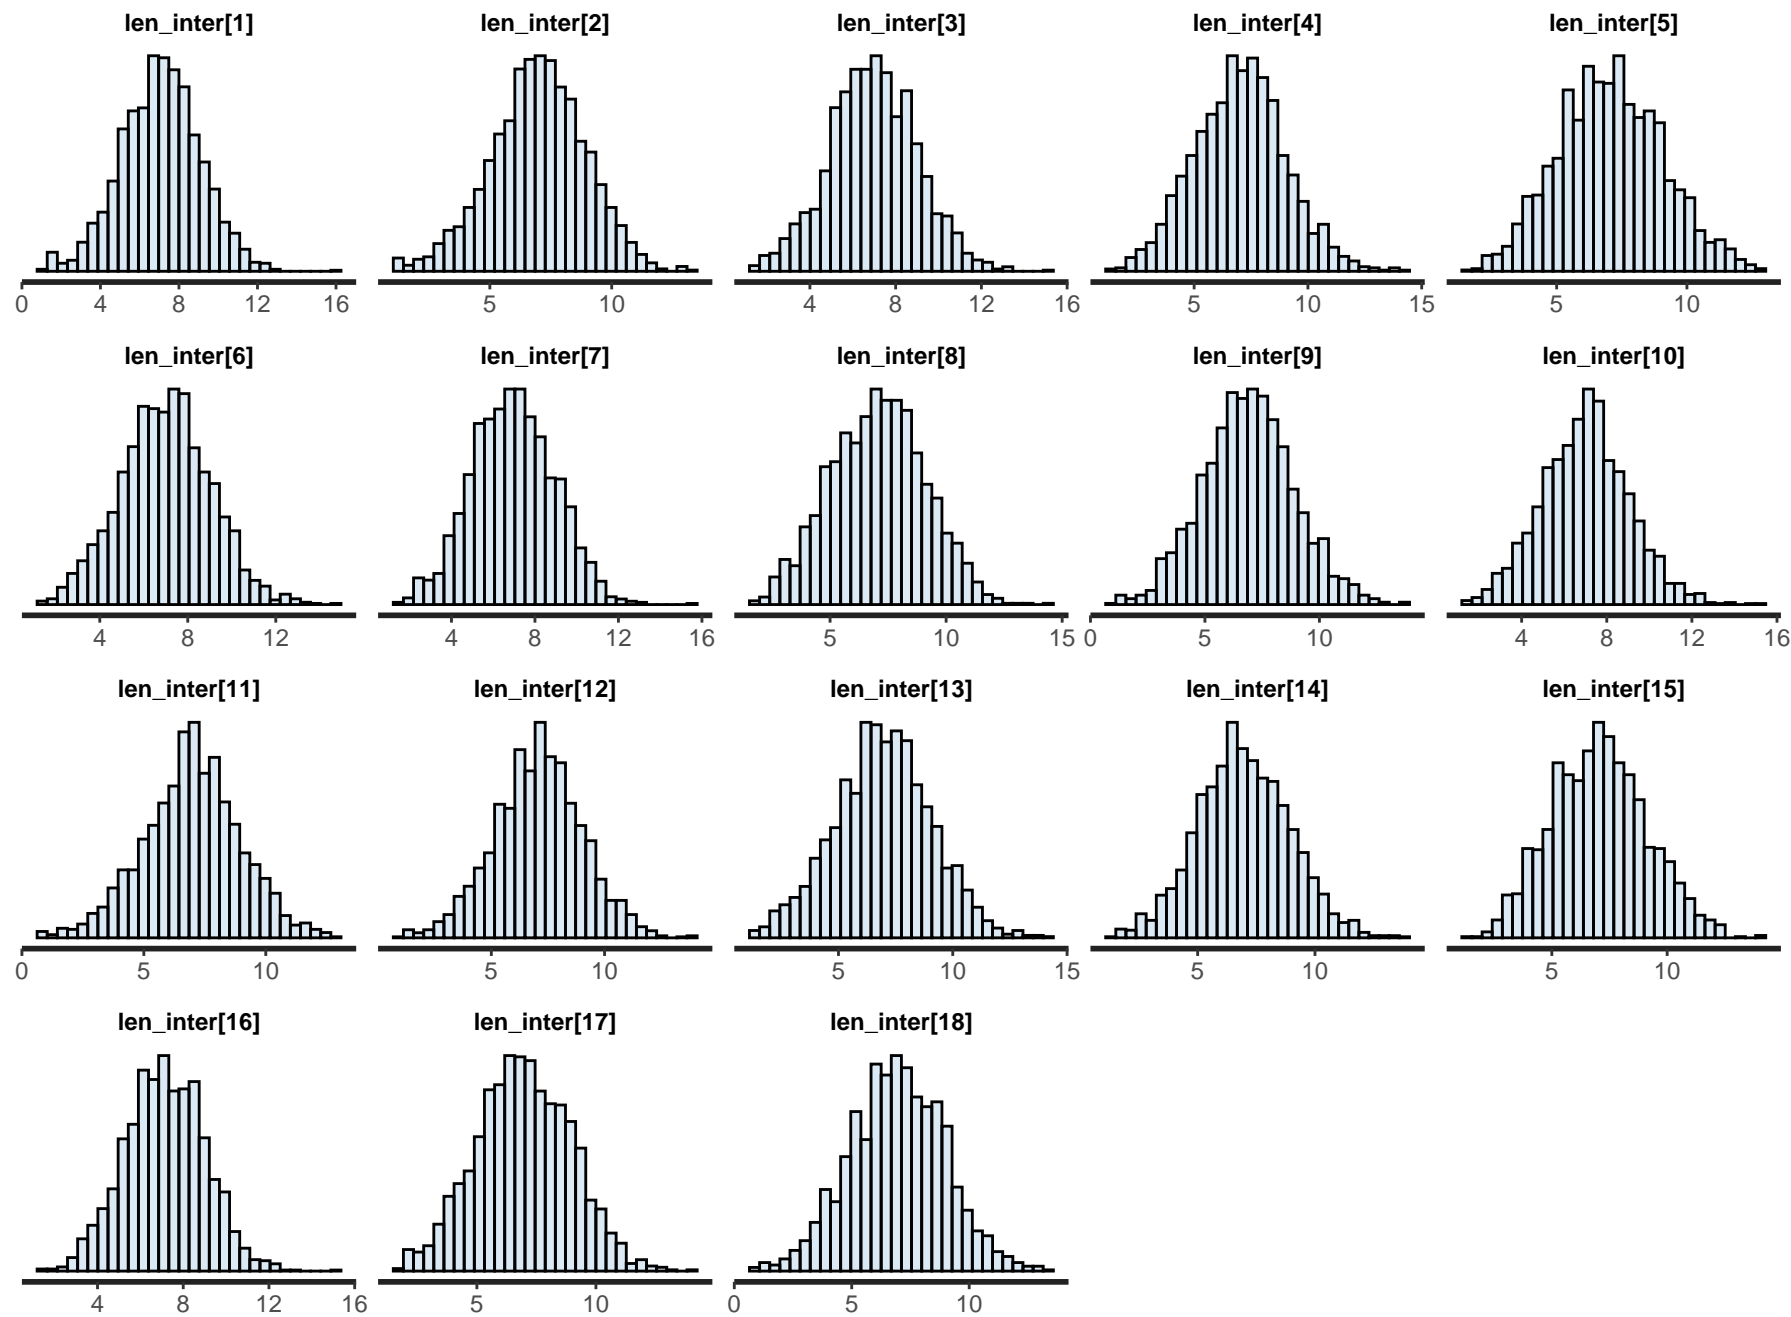 len_inter[1] len_inter[2] len_inter[3] len_inter[4] len_inter[5]
0 4 8 12 16 5 10 4 8 12 16 5 10 15 5 10
len_inter[6] len_inter[7] len_inter[8] len_inter[9] len_inter[10]
4 8 12 4 8 12 16 5 10 15 0 5 10 4 8 12 16
len_inter[11] len_inter[12] len_inter[13] len_inter[14] len_inter[15]
0 5 10 5 10 5 10 15 5 10 5 10
len_inter[16] len_inter[17] len_inter[18]
4 8 12 16 5 10 0 5 10